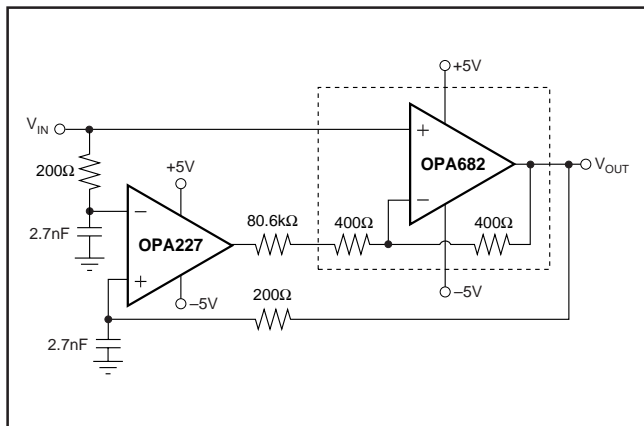 +5V
V_IN
OPA682
V_OUT
200Ω
+5V
80.6kΩ
400Ω
400Ω
2.7nF
OPA227
–5V
–5V
200Ω
2.7nF